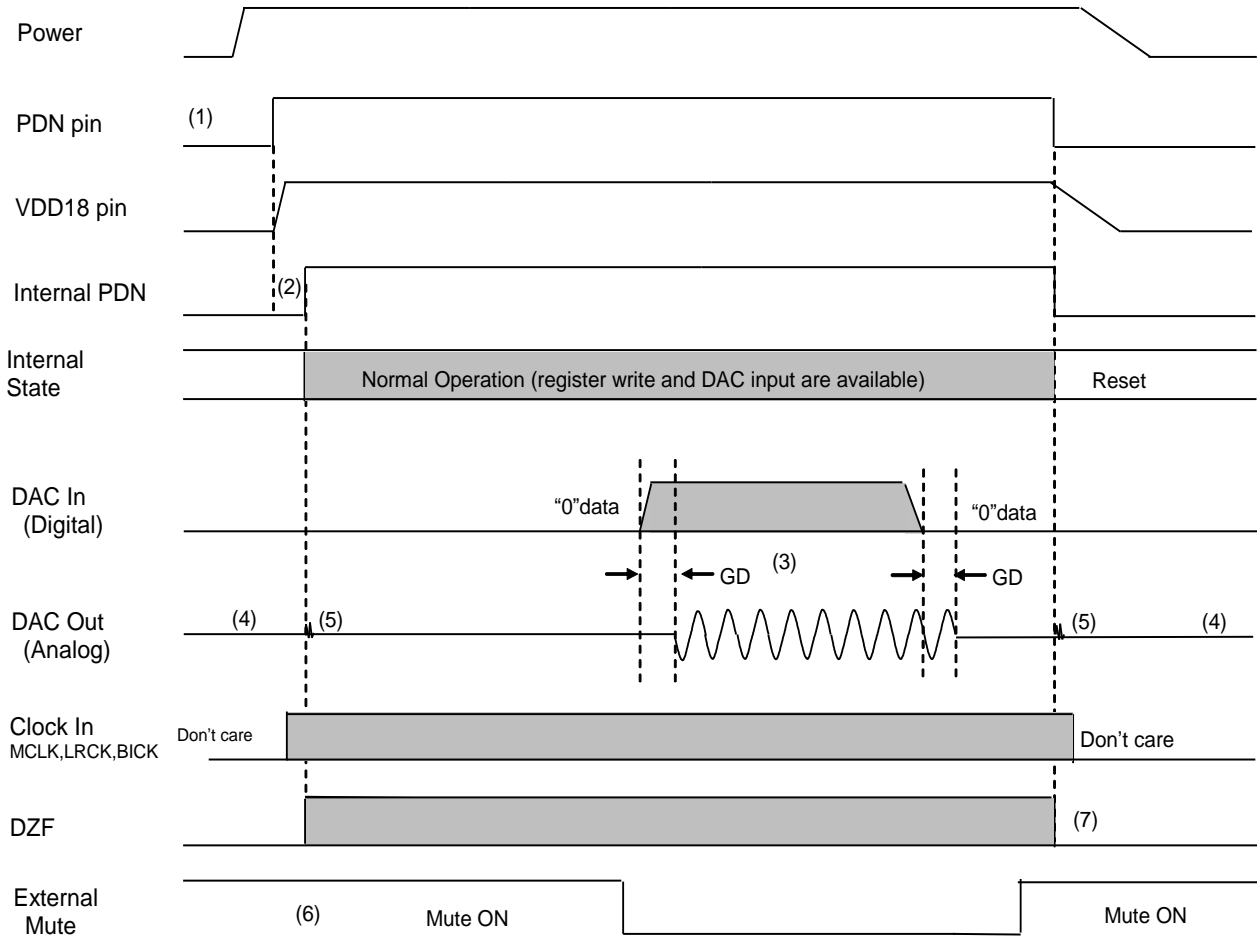 Power
PDN pin
(1)
VDD18 pin
Internal PDN
(2)
Internal
State
Normal Operation (register write and DAC input are available)
Reset
DAC In
(Digital)
“0”data
“0”data
GD
(3)
GD
DAC Out
(Analog)
(4)
(5)
(5)
(4)
Clock In
MCLK,LRCK,BICK
Don’t care
Don’t care
DZF
(7)
External
Mute
(6)
Mute ON
Mute ON